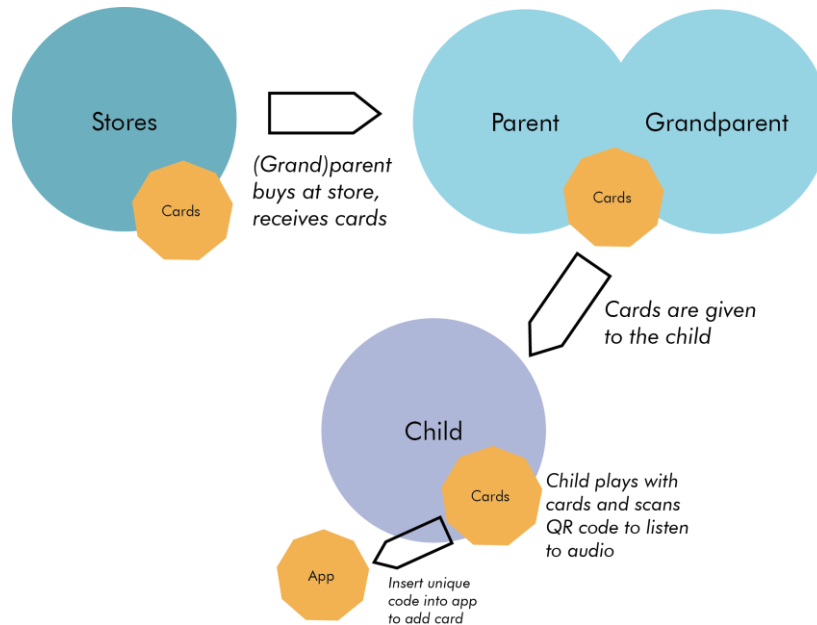 Stores
Cards
(Grand)parent
buys at store,
receives cards
Parent
Grandparent
Cards
Cards are given
to the child
Child
Cards
Child plays with
cards and scans
QR code to listen
to audio
App
Insert unique
code into app
to add card